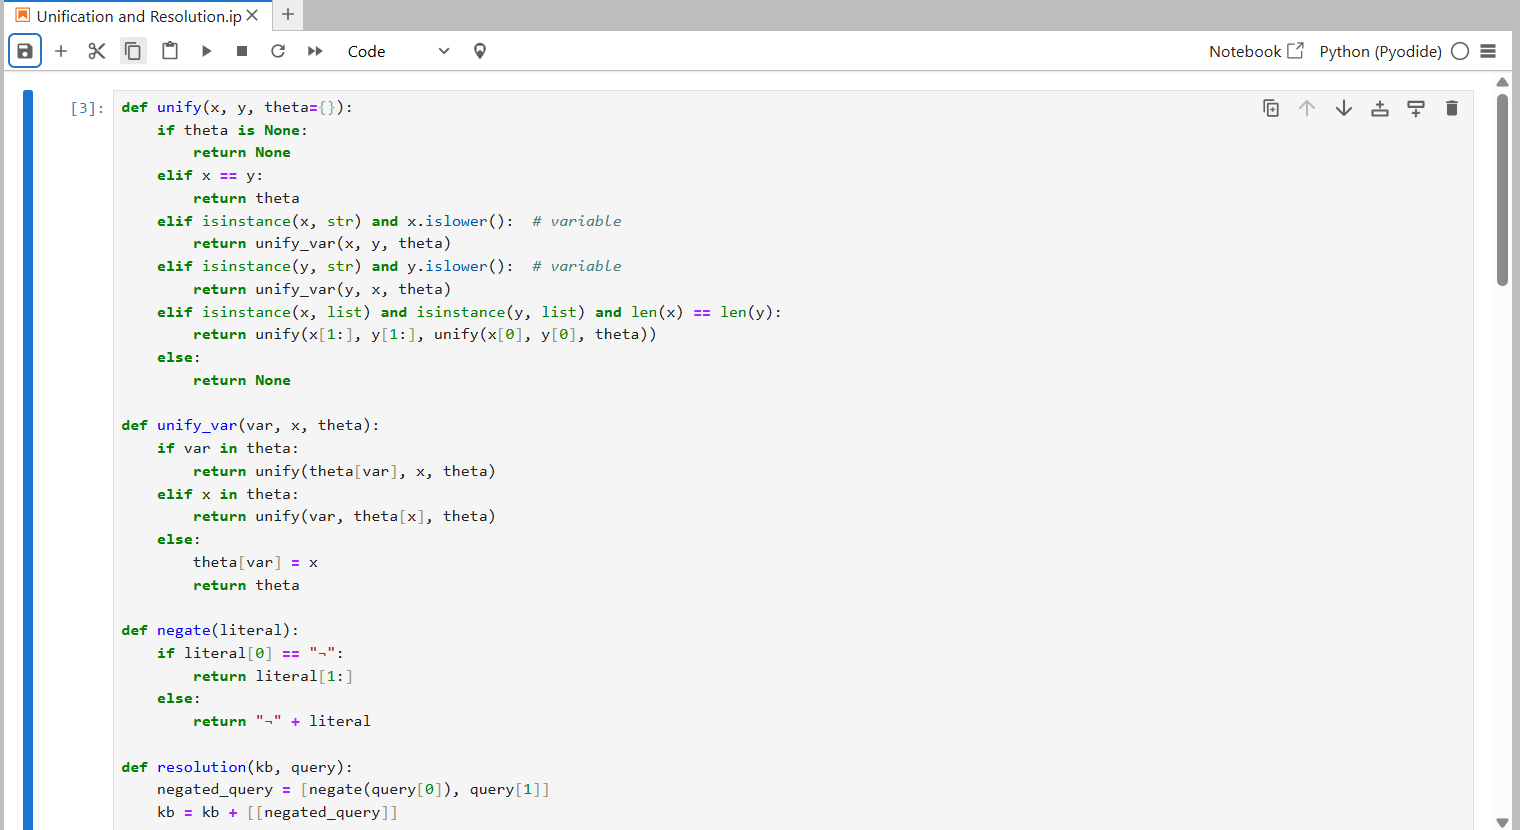 Unification and Resolution.ip
Code
Notebook
Python (Pyodide)
[3]:
def unify(x, y, theta={}):
    if theta is None:
        return None
    elif x == y:
        return theta
    elif isinstance(x, str) and x.islower():  # variable
        return unify_var(x, y, theta)
    elif isinstance(y, str) and y.islower():  # variable
        return unify_var(y, x, theta)
    elif isinstance(x, list) and isinstance(y, list) and len(x) == len(y):
        return unify(x[1:], y[1:], unify(x[0], y[0], theta))
    else:
        return None

def unify_var(var, x, theta):
    if var in theta:
        return unify(theta[var], x, theta)
    elif x in theta:
        return unify(var, theta[x], theta)
    else:
        theta[var] = x
        return theta

def negate(literal):
    if literal[0] == "¬":
        return literal[1:]
    else:
        return "¬" + literal

def resolution(kb, query):
    negated_query = [negate(query[0]), query[1]]
    kb = kb + [[negated_query]]